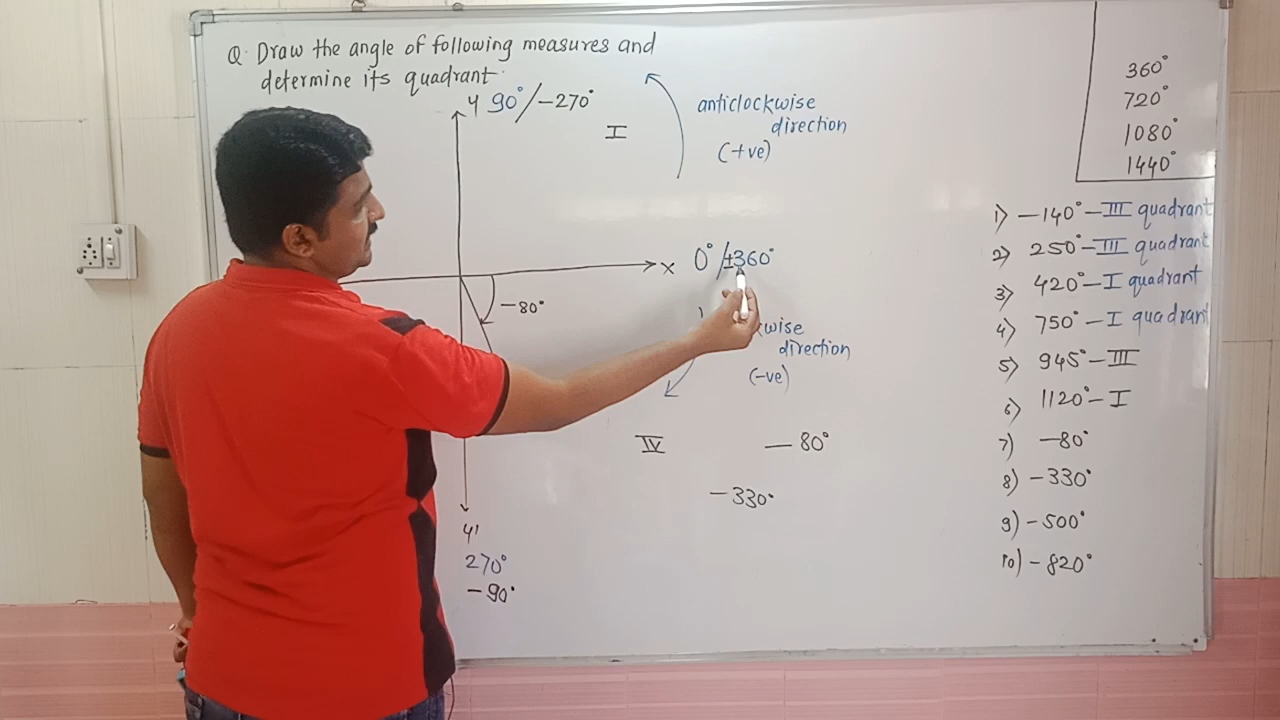 Q. Draw the angle of following measures and
determine its quadrant.
Y 90°/-270°
I
anticlockwise
direction
(+ve)
360°
720°
1080°
1440°
X 0°/±360°
-80°
kwise
direction
(-ve)
IV
-80°
-330°
Y'
270°
-90°
1) -140° - III quadrant
2) 250° - III quadrant
3) 420° - I quadrant
4) 750° - I quadrant
5) 945° - III
6) 1120° - I
7) -80°
8) -330°
9) -500°
10) -820°